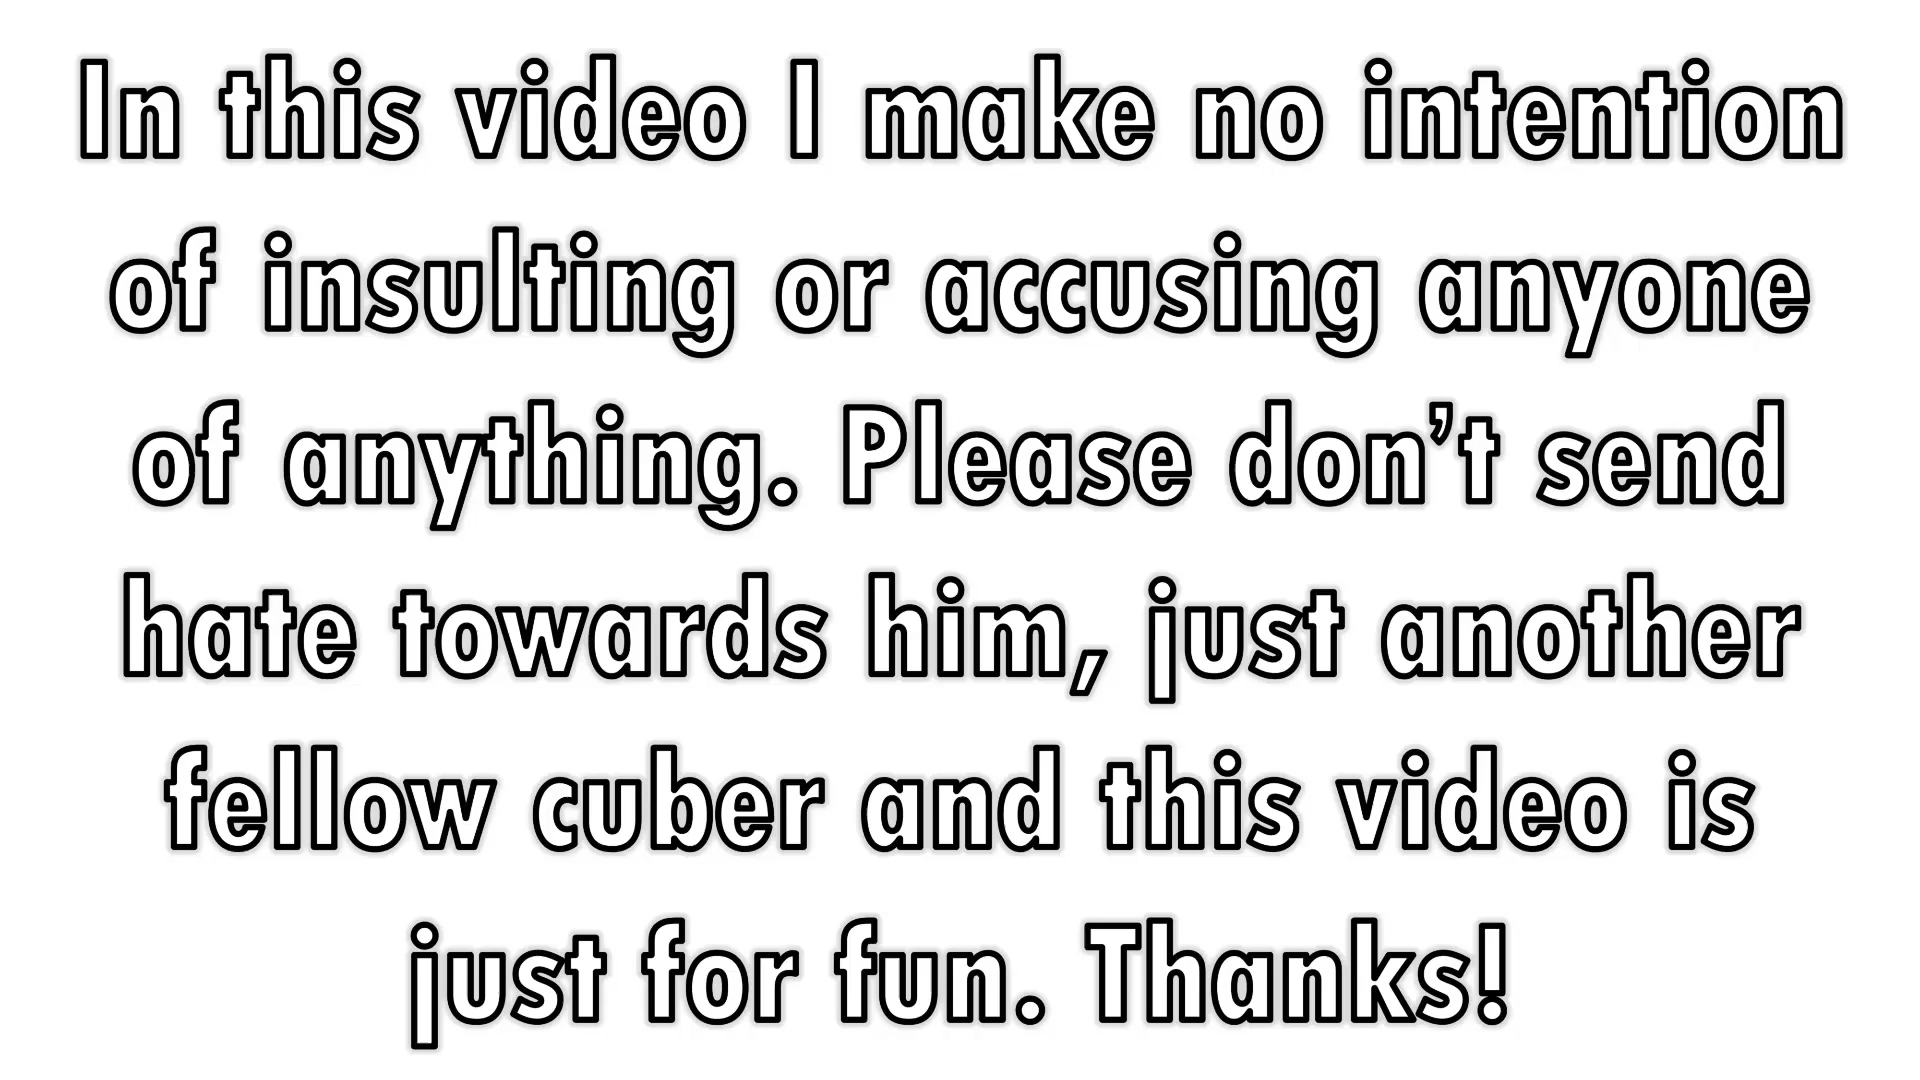 In this video I make no intention
of insulting or accusing anyone
of anything. Please don’t send
hate towards him, just another
fellow cuber and this video is
just for fun. Thanks!